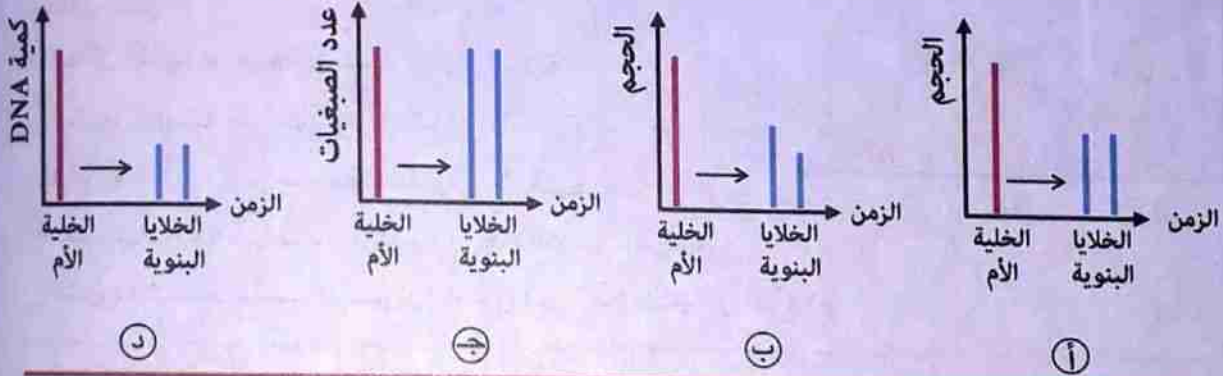 الحجم
الزمن
الخلية الأم
الخلايا البنوية
أ
الحجم
الزمن
الخلية الأم
الخلايا البنوية
ب
عدد الصبغيات
الزمن
الخلية الأم
الخلايا البنوية
جـ
كمية DNA
الزمن
الخلية الأم
الخلايا البنوية
د